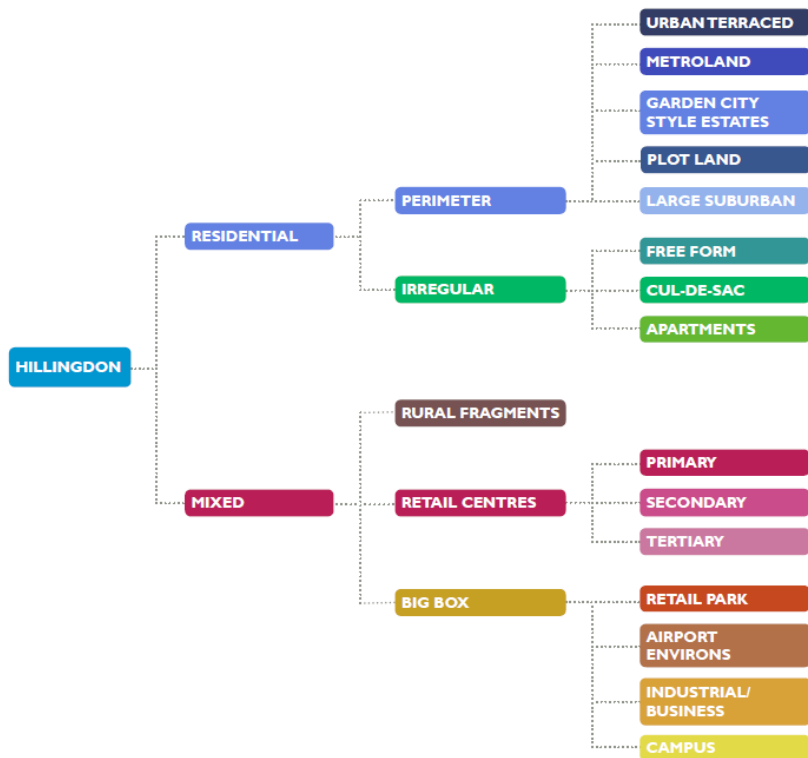 URBAN TERRACED
METROLAND
GARDEN CITY
STYLE ESTATES
PLOT LAND
PERIMETER
LARGE SUBURBAN
RESIDENTIAL
FREE FORM
IRREGULAR
CUL-DE-SAC
APARTMENTS
HILLINGDON
RURAL FRAGMENTS
PRIMARY
MIXED
RETAIL CENTRES
SECONDARY
TERTIARY
BIG BOX
RETAIL PARK
AIRPORT
ENVIRONS
INDUSTRIAL/
BUSINESS
CAMPUS